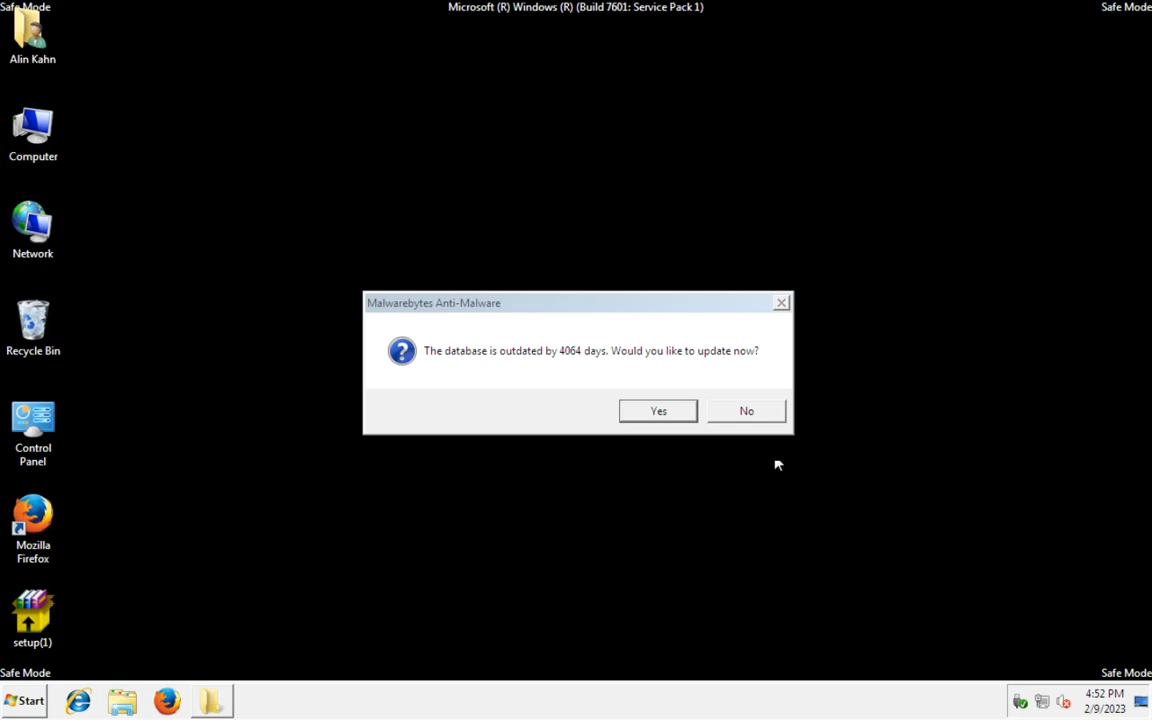 Safe Mode
Microsoft (R) Windows (R) (Build 7601: Service Pack 1)
Safe Mode
Alin Kahn
Computer
Network
Recycle Bin
Control
Panel
Mozilla
Firefox
setup(1)
Malwarebytes Anti-Malware
The database is outdated by 4064 days. Would you like to update now?
Yes
No
Safe Mode
Safe Mode
Start
4:52 PM
2/9/2023